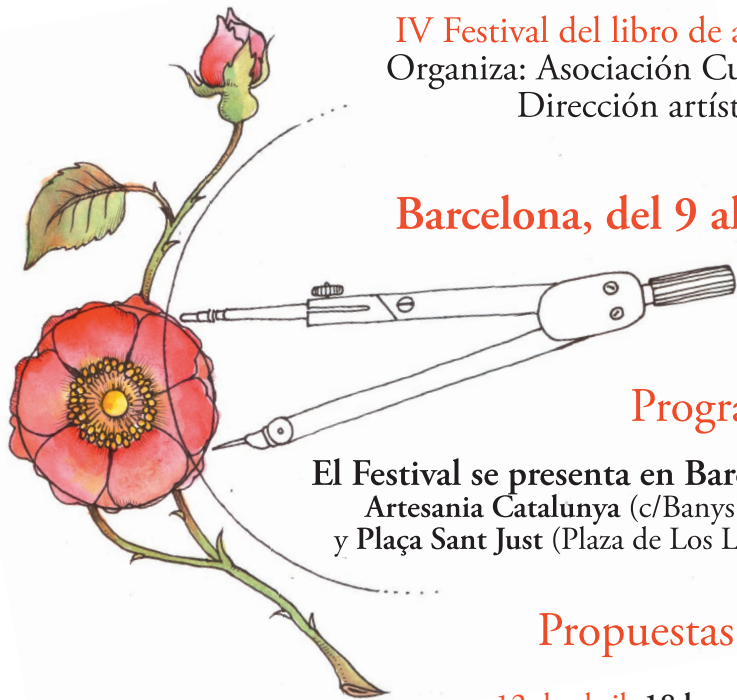 IV Festival del libro de a
Organiza: Asociación Cu
Dirección artíst
Barcelona, del 9 al
Progra
El Festival se presenta en Bar
Artesania Catalunya (c/Banys
y Plaça Sant Just (Plaza de Los L
Propuestas